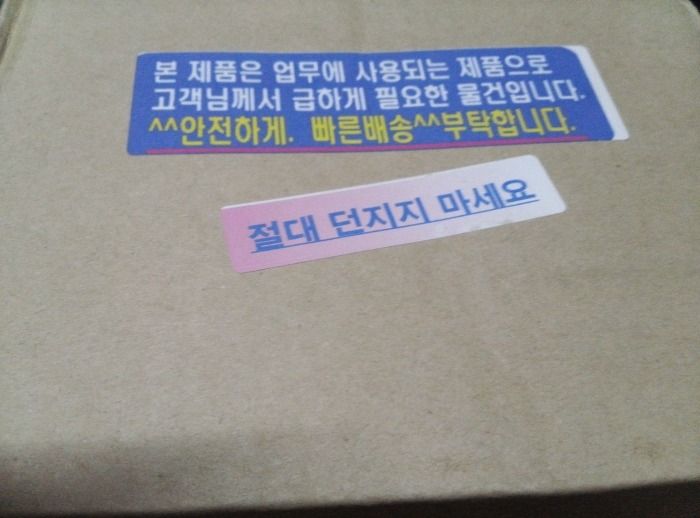 본 제품은 업무에 사용되는 제품으로
고객님께서 급하게 필요한 물건입니다.
^^안전하게. 빠른배송^^부탁합니다.
절대 던지지 마세요